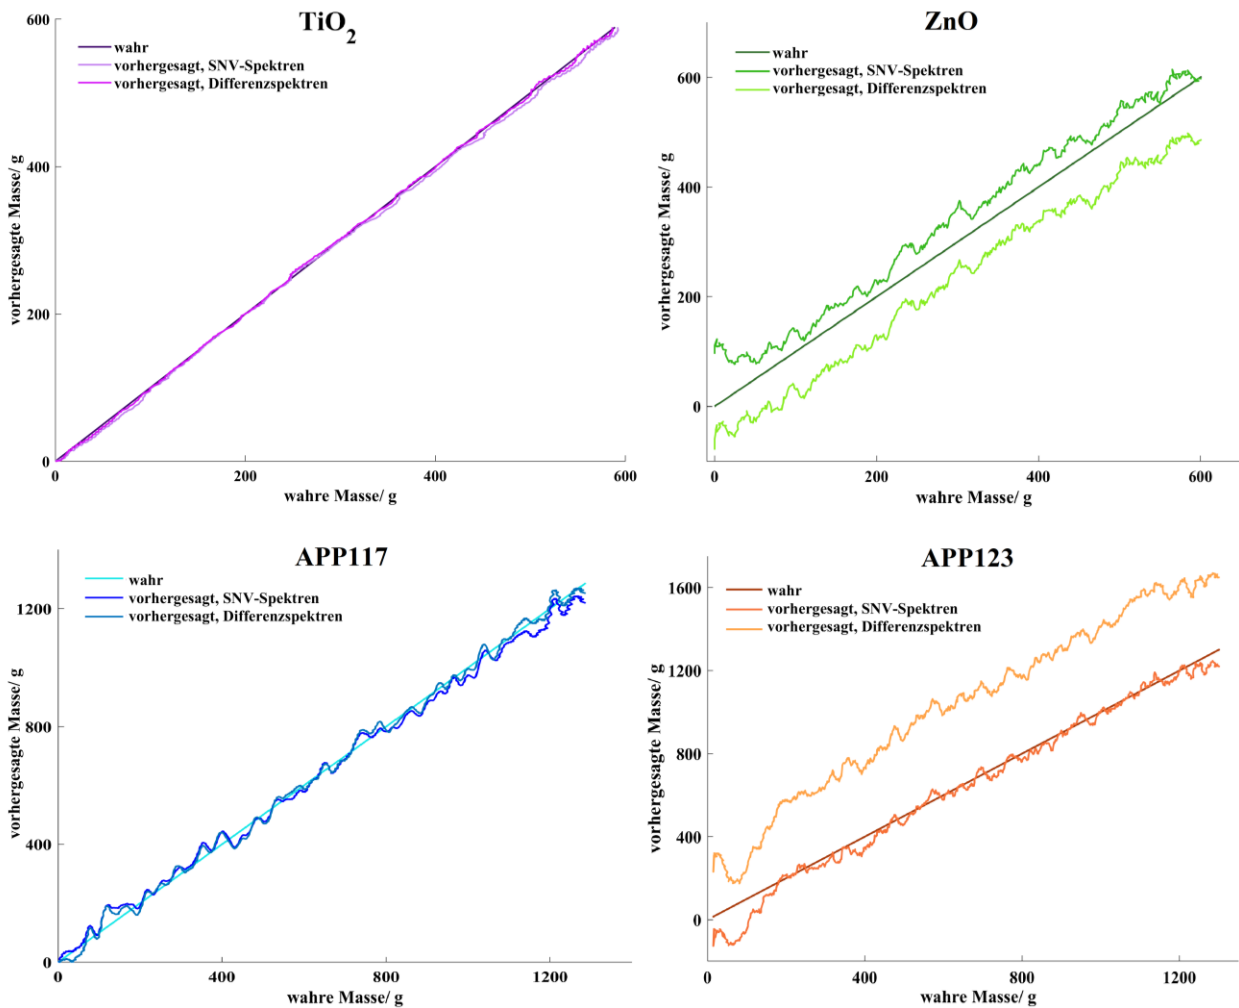 TiO2
wahr
vorhergesagt, SNV-Spektren
vorhergesagt, Differenzspektren
600
400
200
0
vorhergesagte Masse/ g
0 200 400 600
wahre Masse/ g
ZnO
wahr
vorhergesagt, SNV-Spektren
vorhergesagt, Differenzspektren
600
400
200
0
vorhergesagte Masse/ g
0 200 400 600
wahre Masse/ g
APP117
wahr
vorhergesagt, SNV-Spektren
vorhergesagt, Differenzspektren
1200
800
400
0
vorhergesagte Masse/ g
0 400 800 1200
wahre Masse/ g
APP123
wahr
vorhergesagt, SNV-Spektren
vorhergesagt, Differenzspektren
1600
1200
800
400
0
vorhergesagte Masse/ g
0 400 800 1200
wahre Masse/ g